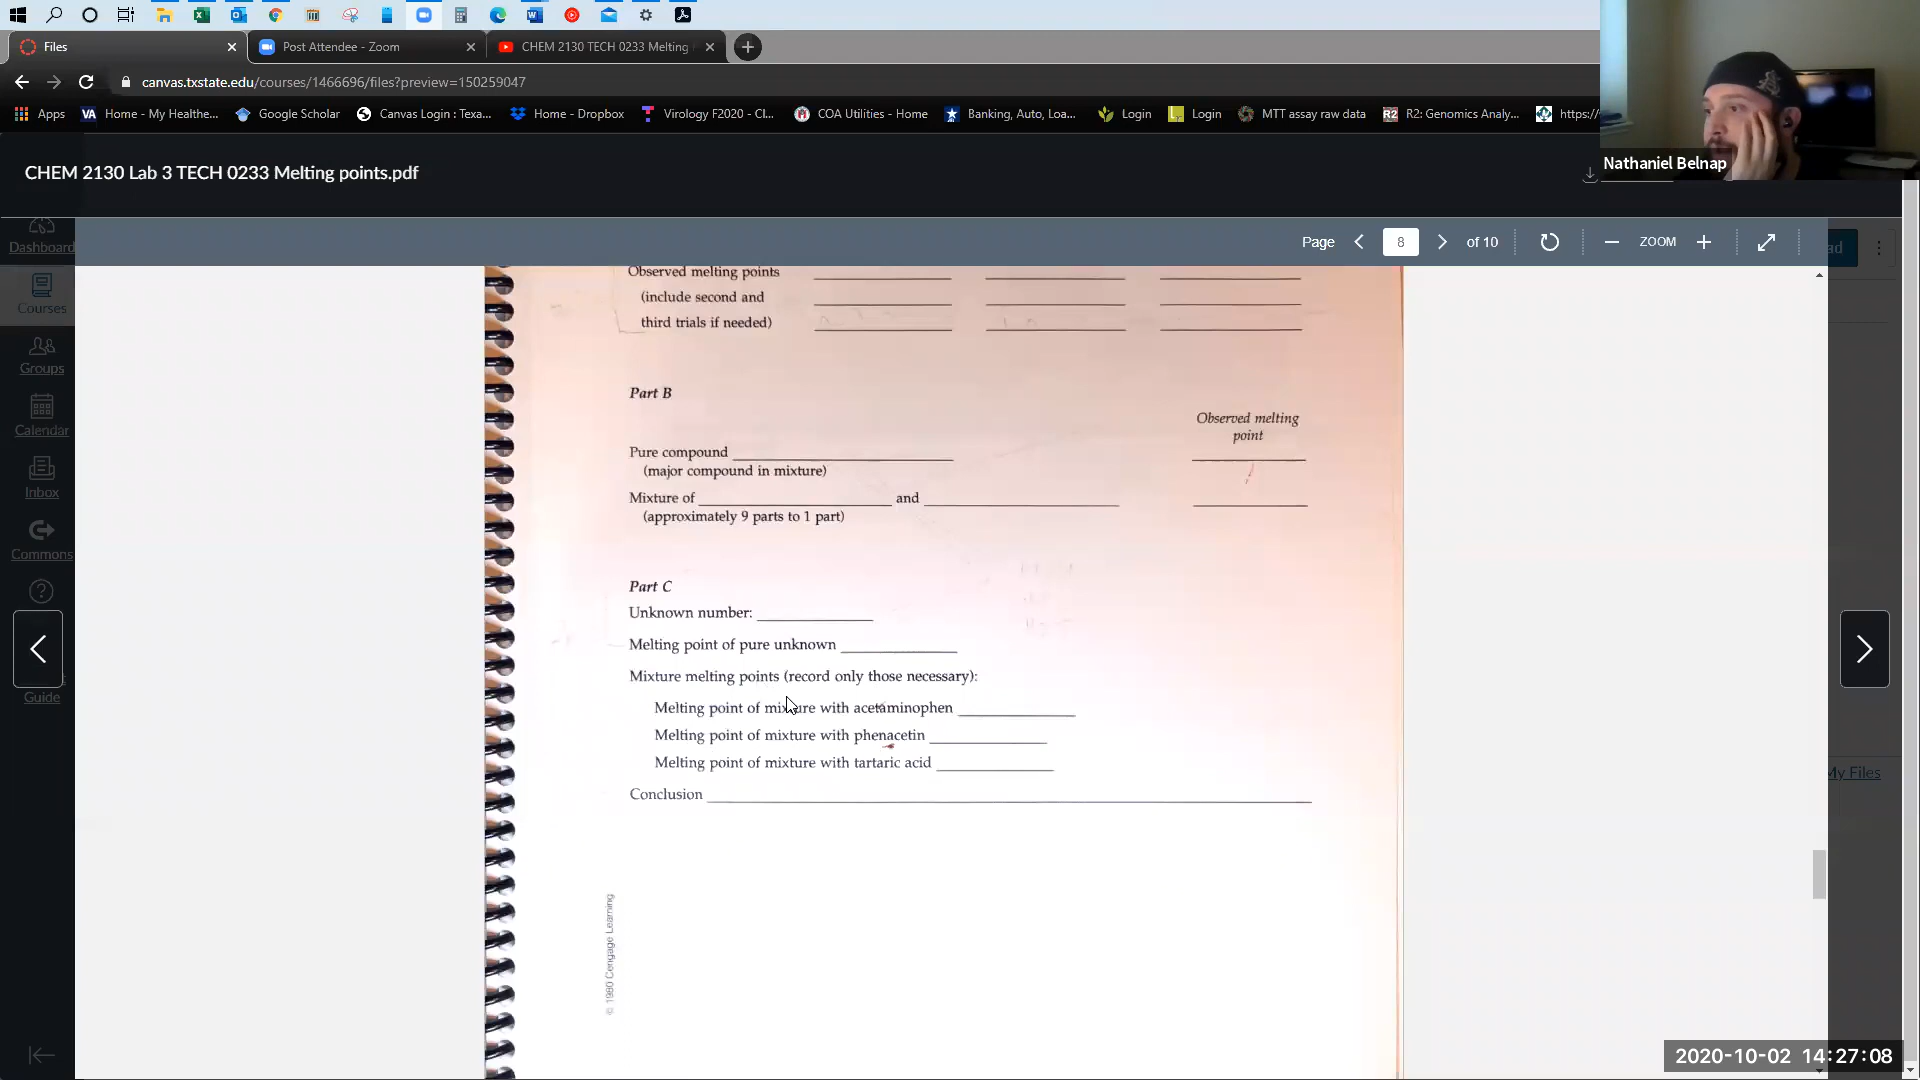 Files
Post Attendee - Zoom
CHEM 2130 TECH 0233 Melting
canvas.txstate.edu/courses/1466696/files?preview=150259047
Apps
VA Home - My Healthe...
Google Scholar
Canvas Login : Texa...
Home - Dropbox
Virology F2020 - Cl...
COA Utilities - Home
Banking, Auto, Loa...
Login
Login
MTT assay raw data
R2 R2: Genomics Analy...
https:/
Nathaniel Belnap
CHEM 2130 Lab 3 TECH 0233 Melting points.pdf
Page 8 of 10 ZOOM
Dashboard
Courses
Groups
Calendar
Inbox
Commons
Guide
ad
My Files
Observed melting points
(include second and
third trials if needed)
Part B
Observed melting
point
Pure compound
(major compound in mixture)
Mixture of and
(approximately 9 parts to 1 part)
Part C
Unknown number:
Melting point of pure unknown
Mixture melting points (record only those necessary):
Melting point of mixture with acetaminophen
Melting point of mixture with phenacetin
Melting point of mixture with tartaric acid
Conclusion
© 1980 Cengage Learning
2020-10-02 14:27:08